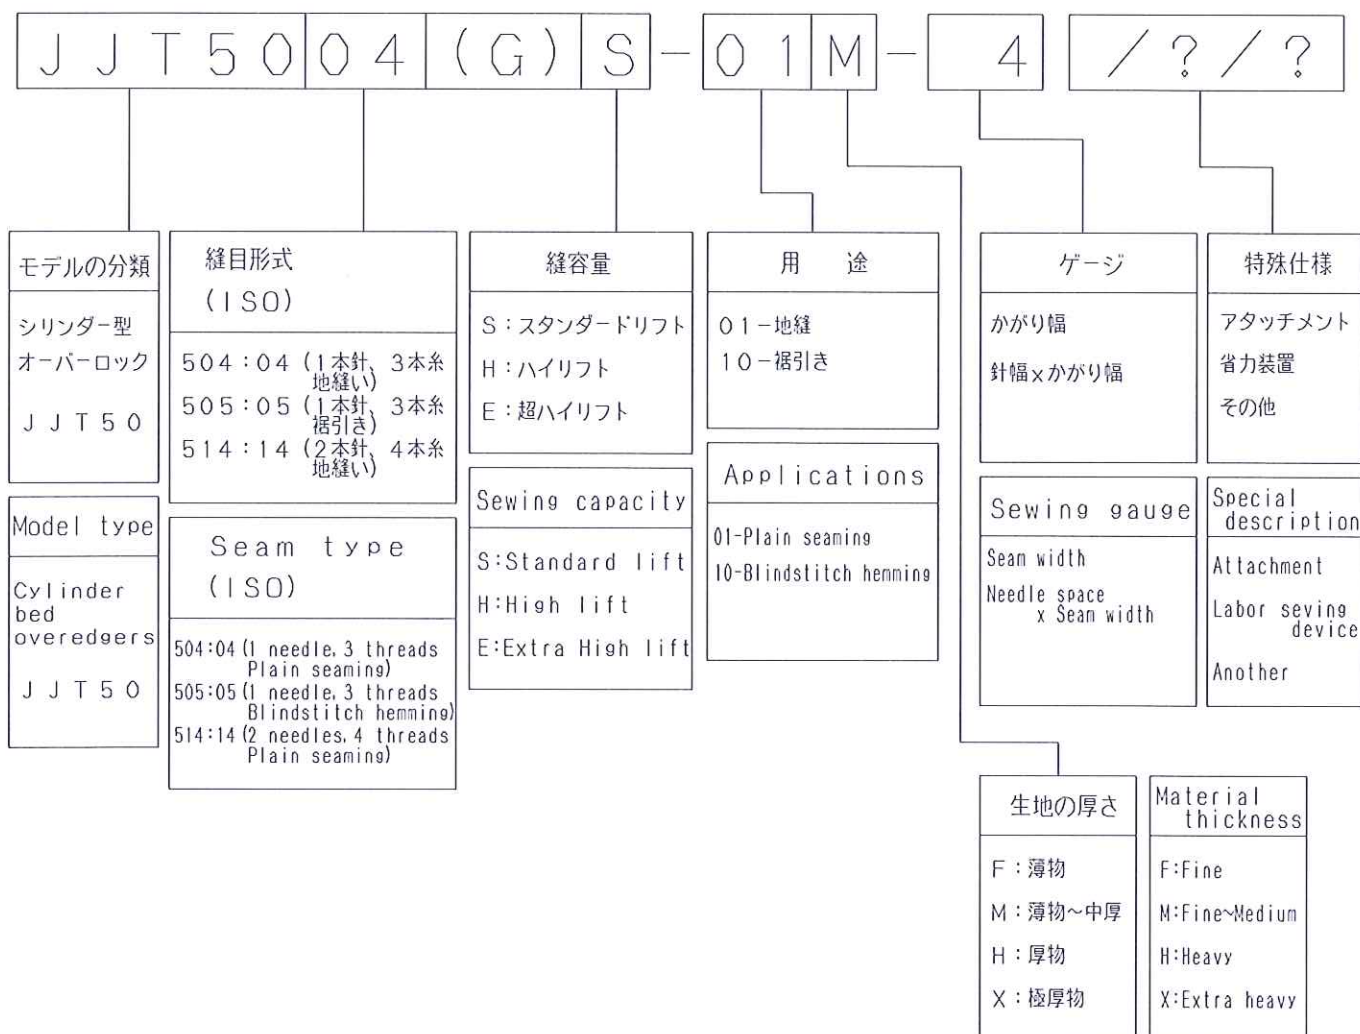 JJT5004(G)S-01M-4/?/?
モデルの分類
シリンダー型
オーバーロック
JJT50
Model type
Cylinder
bed
overedgers
JJT50
縫目形式
(ISO)
504:04(1本針、3本糸
地縫い)
505:05(1本針、3本糸
裾引き)
514:14(2本針、4本糸
地縫い)
Seam type
(ISO)
504:04(1 needle, 3 threads
Plain seaming)
505:05(1 needle, 3 threads
Blindstitch hemming)
514:14(2 needles, 4 threads
Plain seaming)
縫容量
S:スタンダードリフト
H:ハイリフト
E:超ハイリフト
Sewing capacity
S:Standard lift
H:High lift
E:Extra High lift
用 途
01-地縫
10-裾引き
Applications
01-Plain seaming
10-Blindstitch hemming
ゲージ
かがり幅
針幅×かがり幅
Sewing gauge
Seam width
Needle space
x Seam width
特殊仕様
アタッチメント
省力装置
その他
Special
description
Attachment
Labor seving
device
Another
生地の厚さ
F:薄物
M:薄物~中厚
H:厚物
X:極厚物
Material
thickness
F:Fine
M:Fine~Medium
H:Heavy
X:Extra heavy